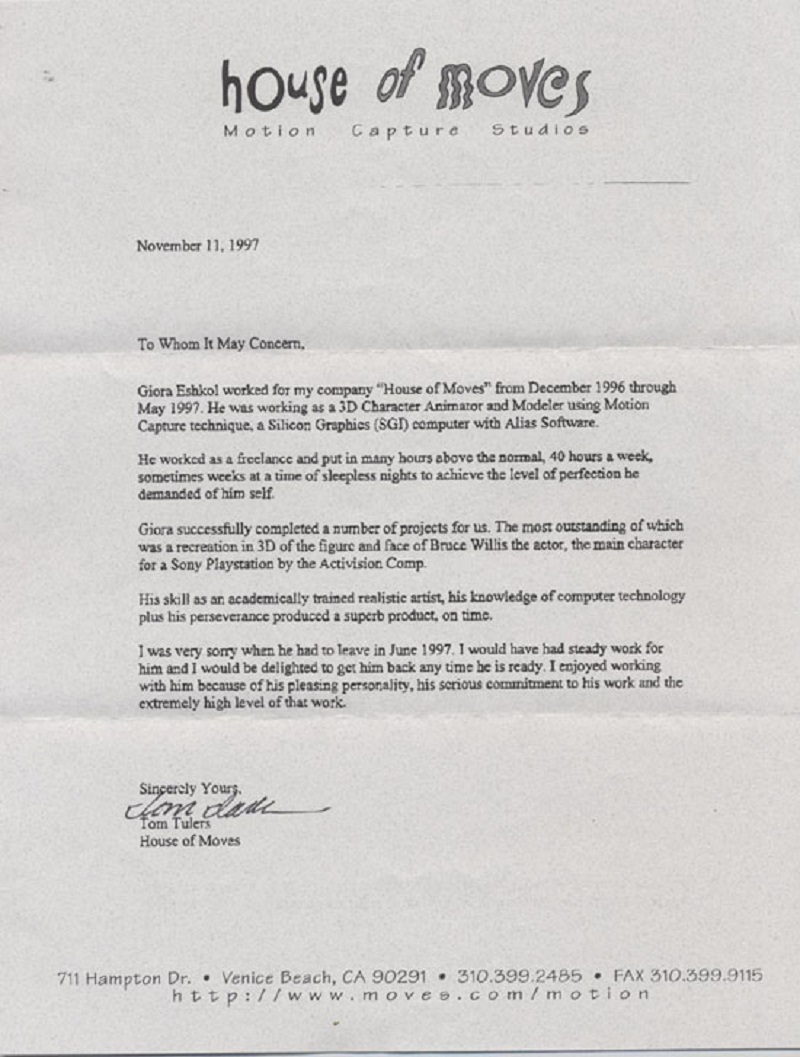 house of moves
Motion Capture Studios
November 11, 1997
To Whom It May Concern,
Giora Eshkol worked for my company "House of Moves" from December 1996 through
May 1997. He was working as a 3D Character Animator and Modeler using Motion
Capture technique, a Silicon Graphics (SGI) computer with Alias Software.
He worked as a freelance and put in many hours above the normal, 40 hours a week,
sometimes weeks at a time of sleepless nights to achieve the level of perfection he
demanded of him self.
Giora successfully completed a number of projects for us. The most outstanding of which
was a recreation in 3D of the figure and face of Bruce Willis the actor, the main character
for a Sony Playstation by the Activision Comp.
His skill as an academically trained realistic artist, his knowledge of computer technology
plus his perseverance produced a superb product, on time.
I was very sorry when he had to leave in June 1997. I would have had steady work for
him and I would be delighted to get him back any time he is ready. I enjoyed working
with him because of his pleasing personality, his serious commitment to his work and the
extremely high level of that work.
Sincerely Yours,
Tom Tulers
House of Moves
711 Hampton Dr. • Venice Beach, CA 90291 • 310.399.2485 • FAX 310.399.9115
http://www.moves.com/motion